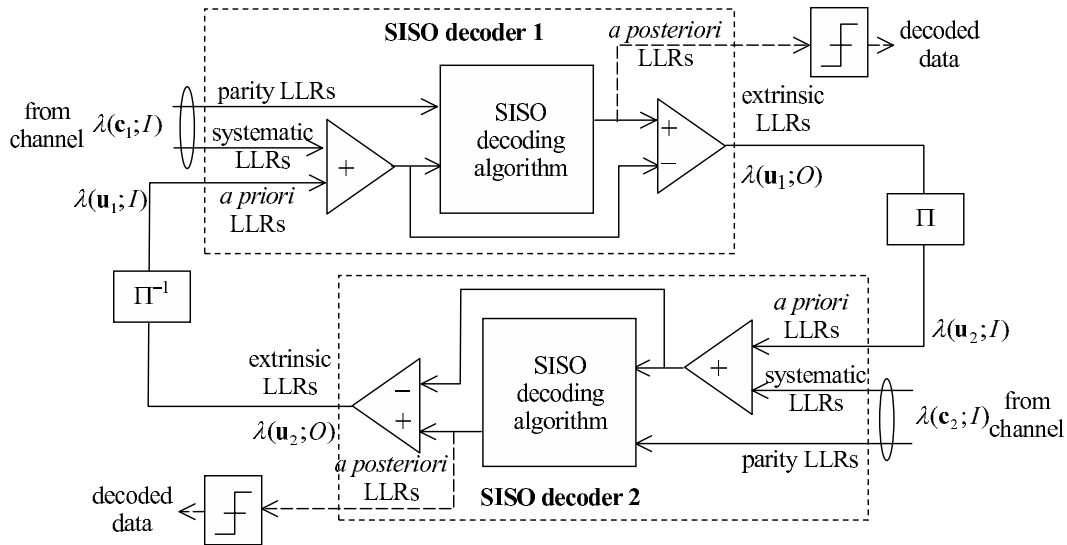 SISO decoder 1
a posteriori
LLRs
decoded
data
from
channel
λ(c₁;I)
parity LLRs
systematic
LLRs
a priori
LLRs
λ(u₁;I)
+
SISO
decoding
algorithm
+
−
extrinsic
LLRs
λ(u₁;O)
Π
Π⁻¹
a priori
LLRs
λ(u₂;I)
systematic
LLRs
λ(c₂;I)
from
channel
parity LLRs
+
SISO
decoding
algorithm
−
+
extrinsic
LLRs
λ(u₂;O)
a posteriori
LLRs
SISO decoder 2
decoded
data